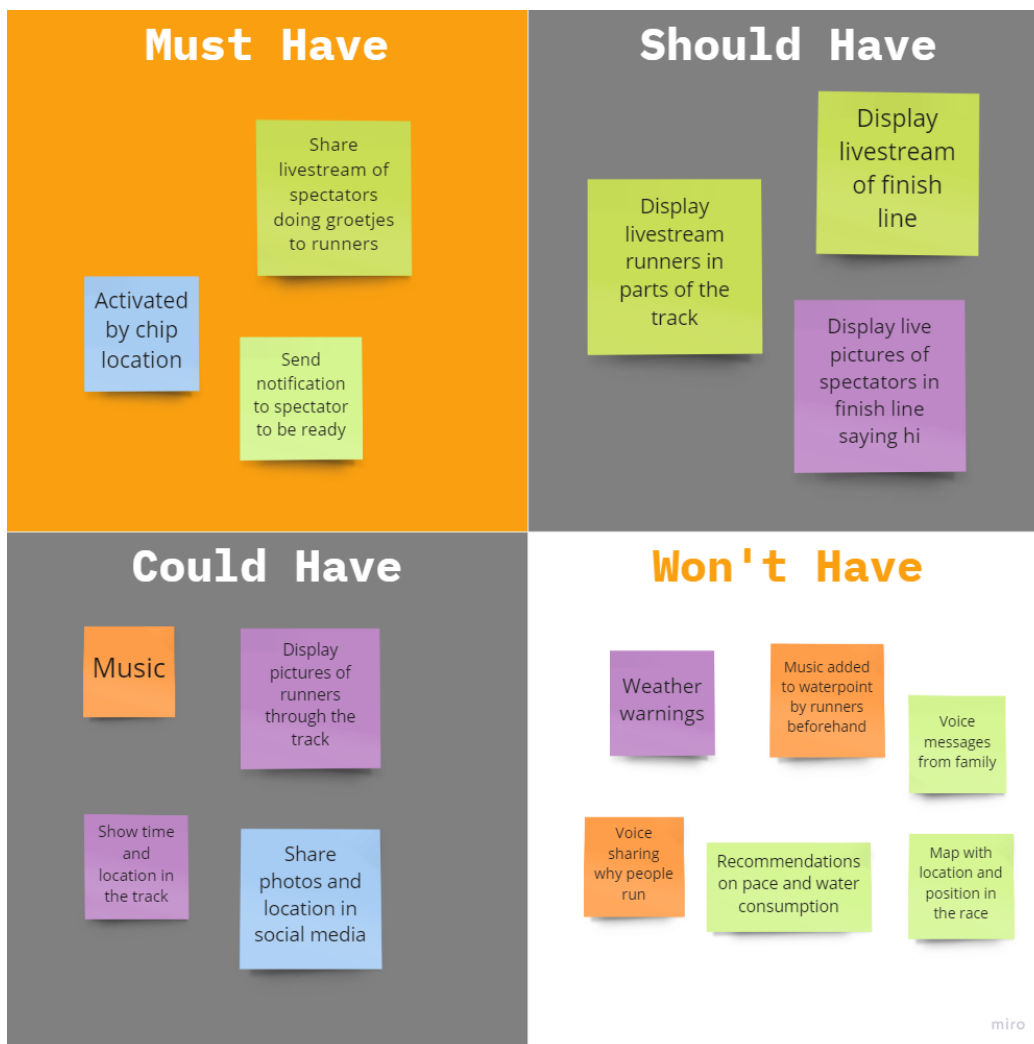 Must Have
Share
livestream of
spectators
doing groetjes
to runners
Activated
by chip
location
Send
notification
to spectator
to be ready
Should Have
Display
livestream
of finish
line
Display
livestream
runners in
parts of the
track
Display live
pictures of
spectators in
finish line
saying hi
Could Have
Music
Display
pictures of
runners
through the
track
Show time
and
location in
the track
Share
photos and
location in
social media
Won't Have
Weather
warnings
Music added
to waterpoint
by runners
beforehand
Voice
messages
from family
Voice
sharing
why people
run
Recommendations
on pace and water
consumption
Map with
location and
position in
the race
miro